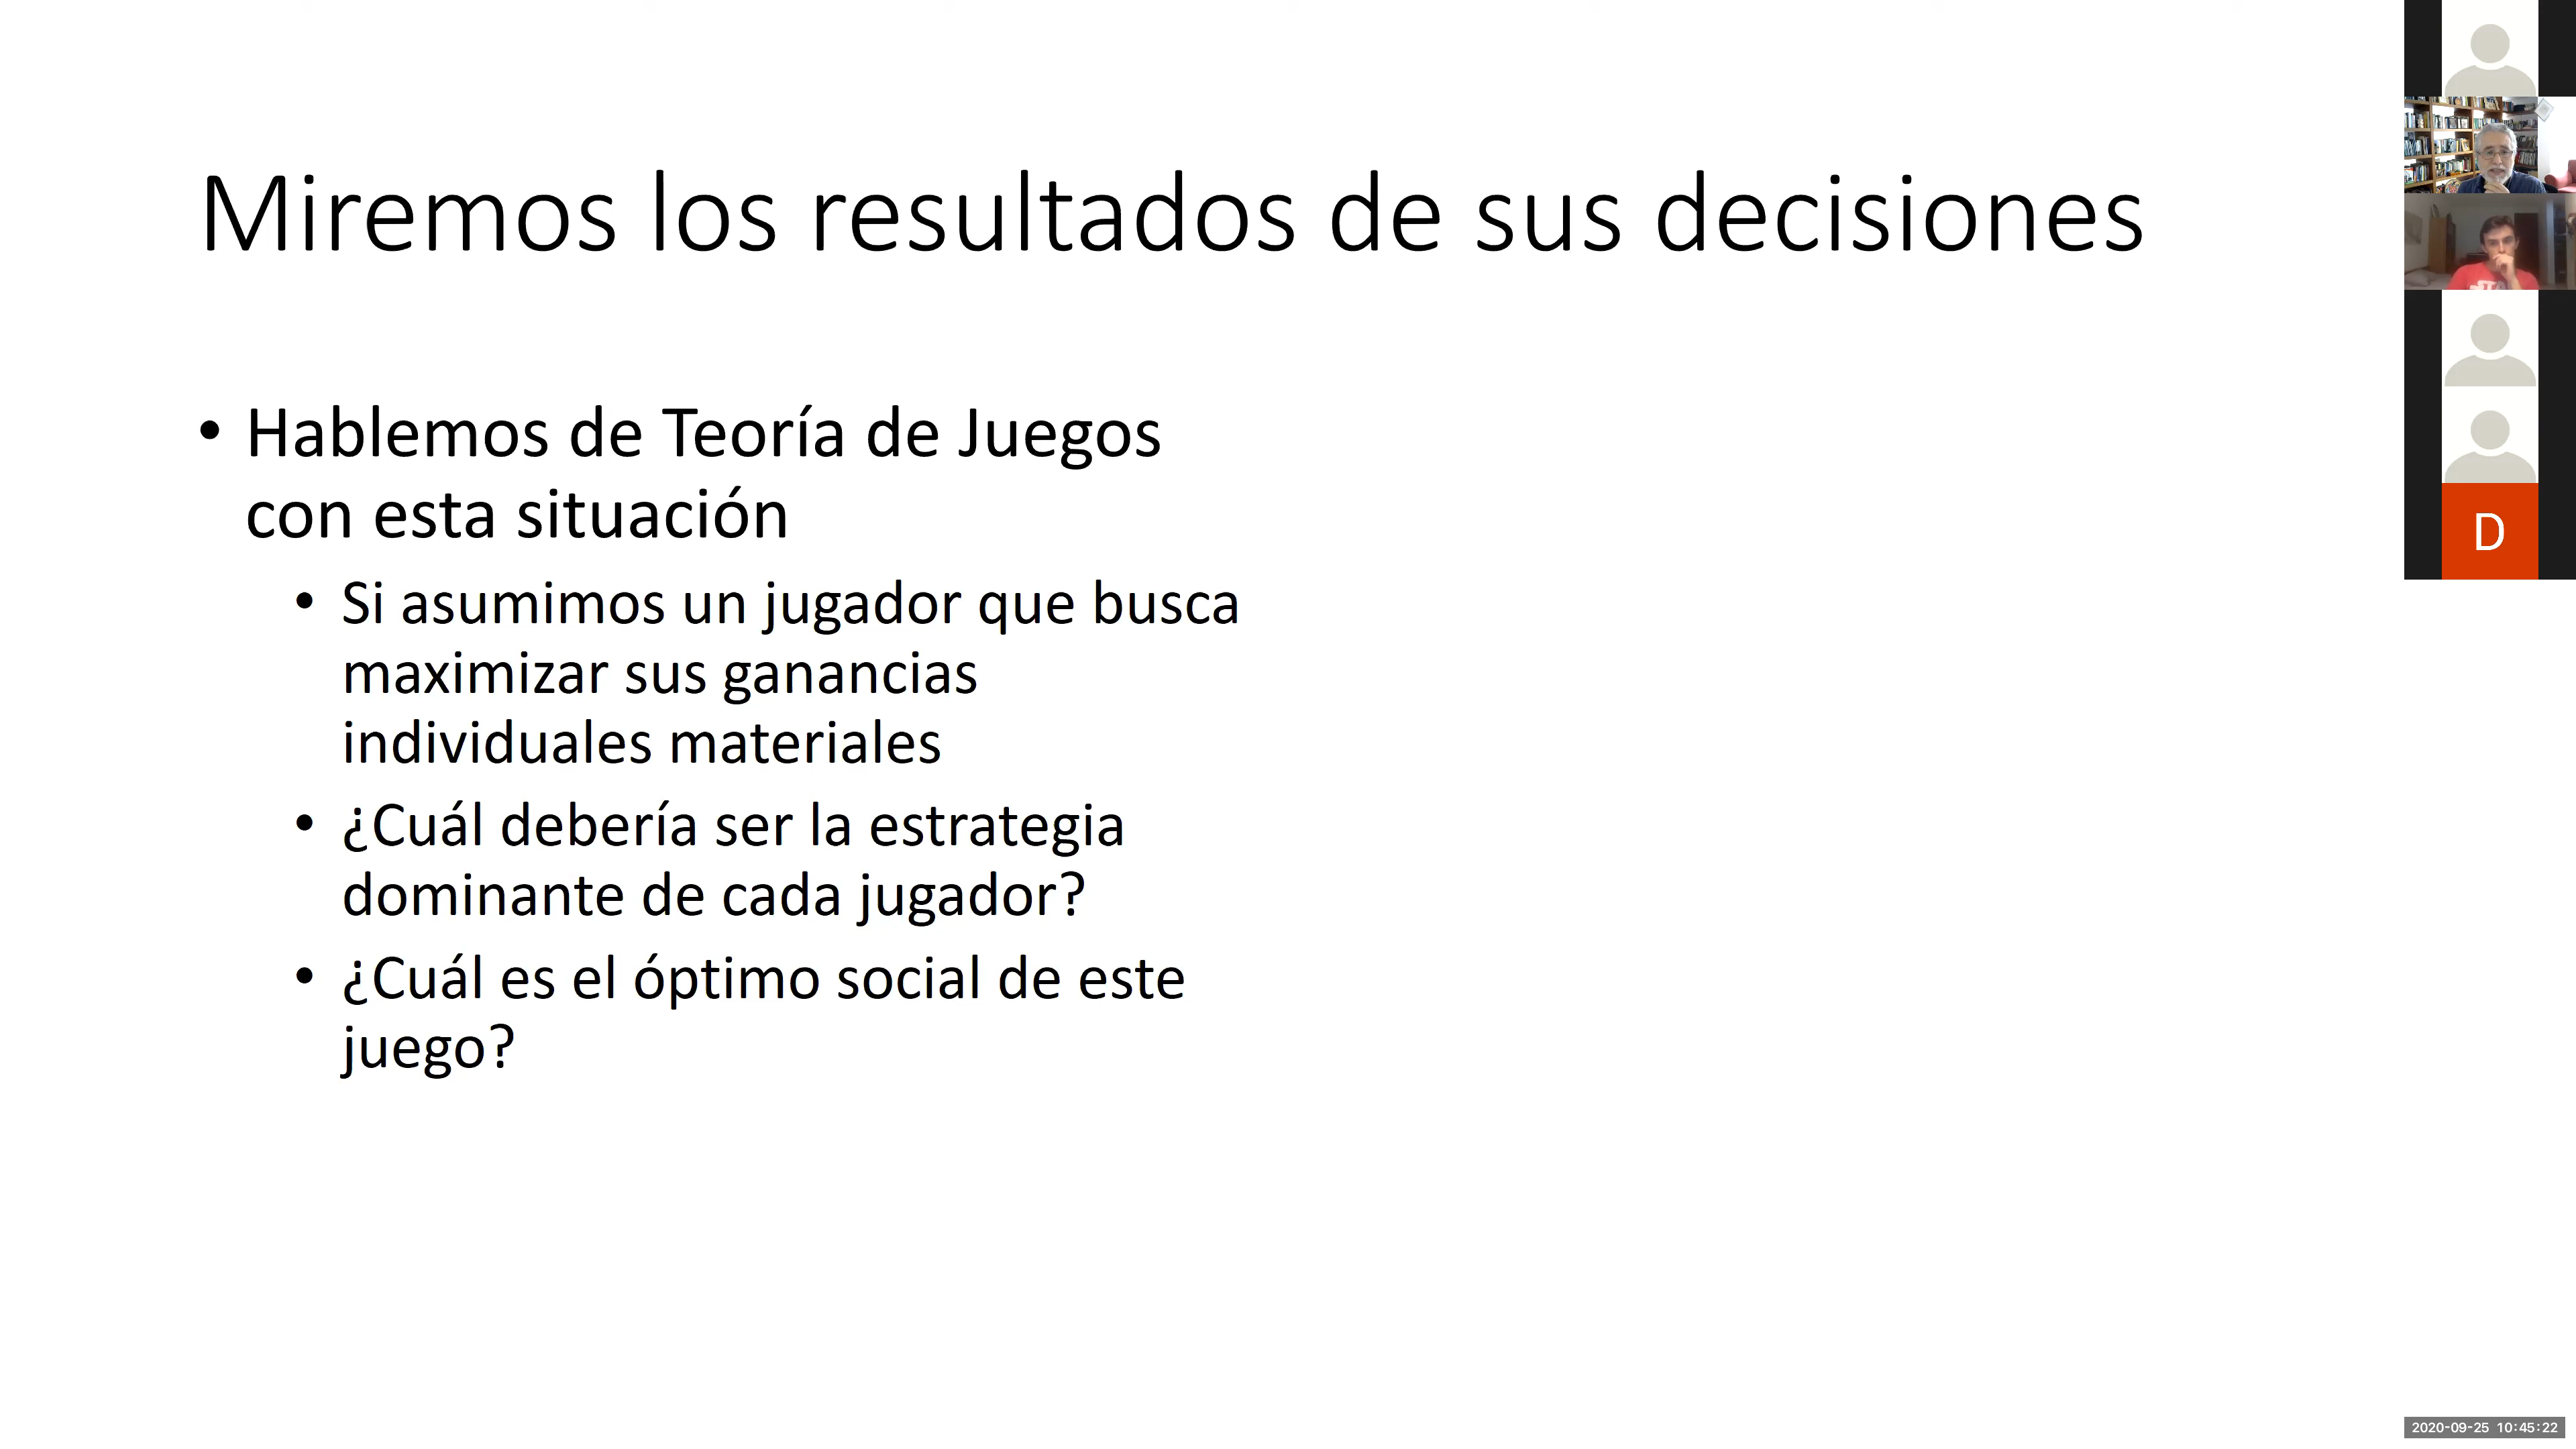 Miremos los resultados de sus decisiones
• Hablemos de Teoría de Juegos
con esta situación
• Si asumimos un jugador que busca
maximizar sus ganancias
individuales materiales
• ¿Cuál debería ser la estrategia
dominante de cada jugador?
• ¿Cuál es el óptimo social de este
juego?
D
2020-09-25 10:45:22